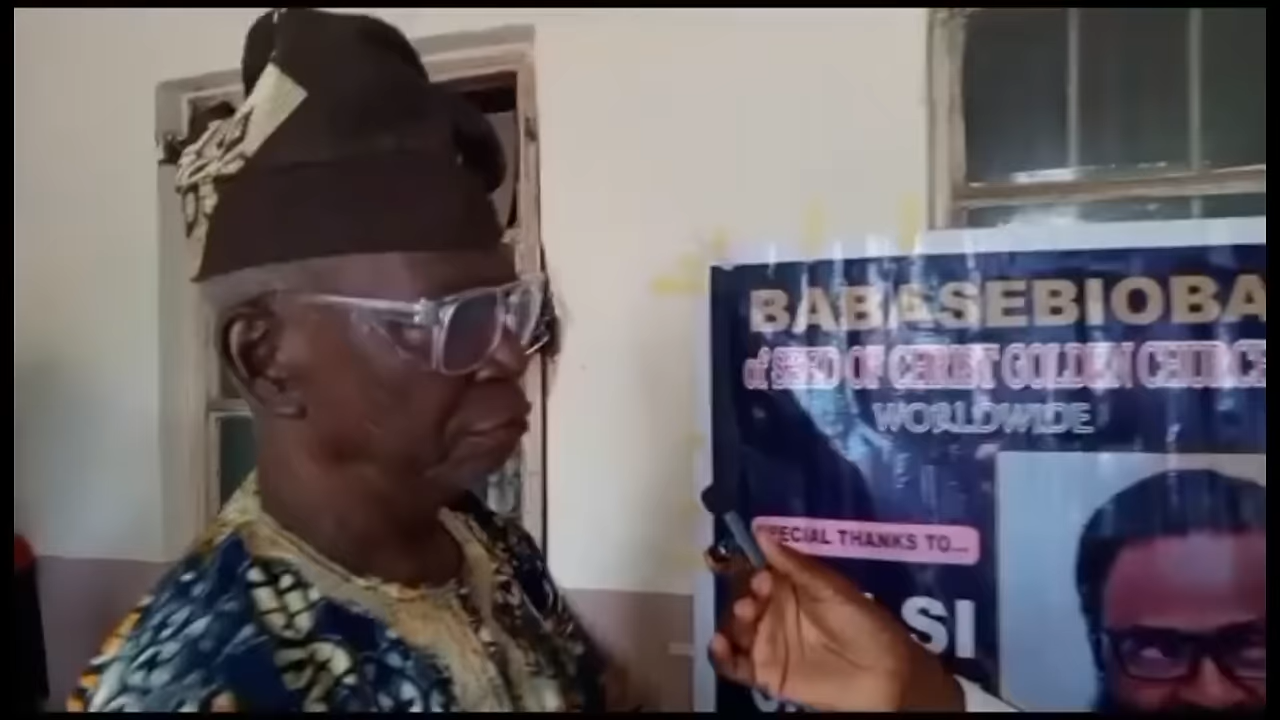 BABASEBIOBA
of SEED OF CHRIST GOLDEN CHURCH
WORLDWIDE
SPECIAL THANKS TO...
SI